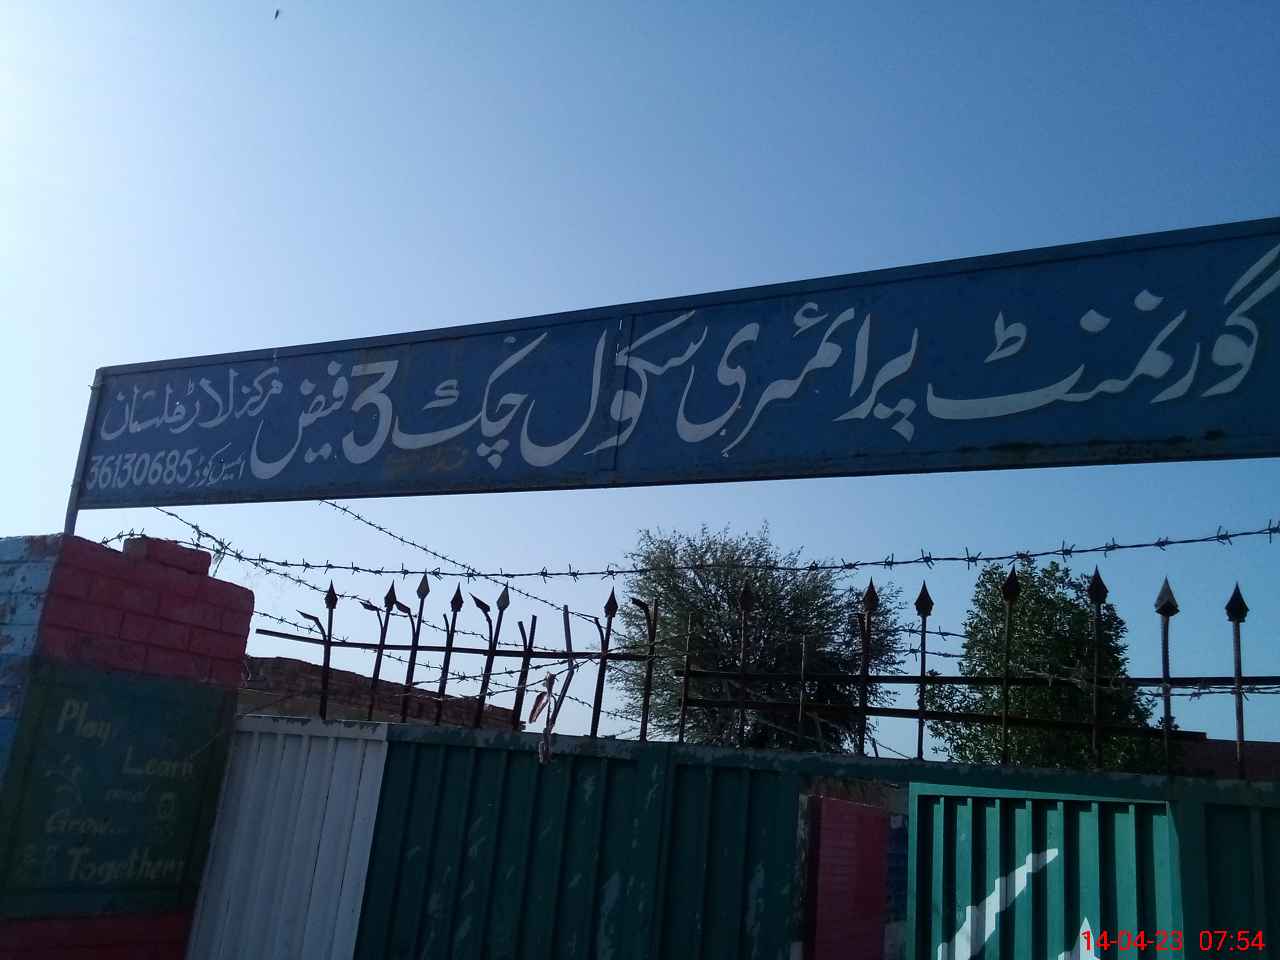 گورنمنٹ پرائمری سکول چک 3 فیض مرکز لاڑ ملتان
ایمس کوڈ 36130685
Play
Learn
and
Grow...
Together
14-04-23 07:54